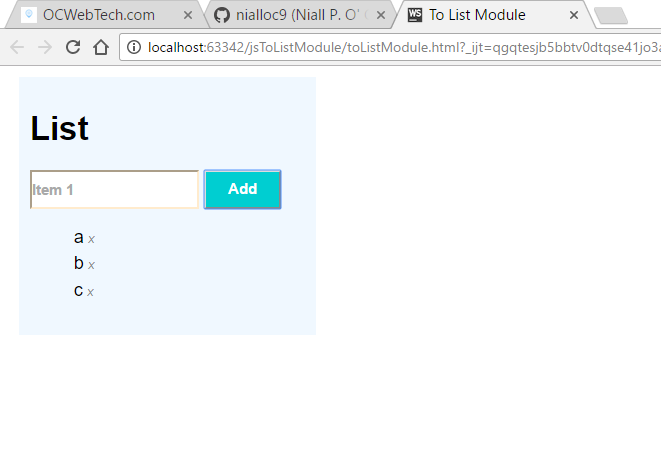 OCWebTech.com
nialloc9 (Niall P. O'
To List Module
localhost:63342/jsToListModule/toListModule.html?_ijt=qgqtesjb5bbtv0dtqse41jo3a
List
Item 1 Add
a x
b x
c x